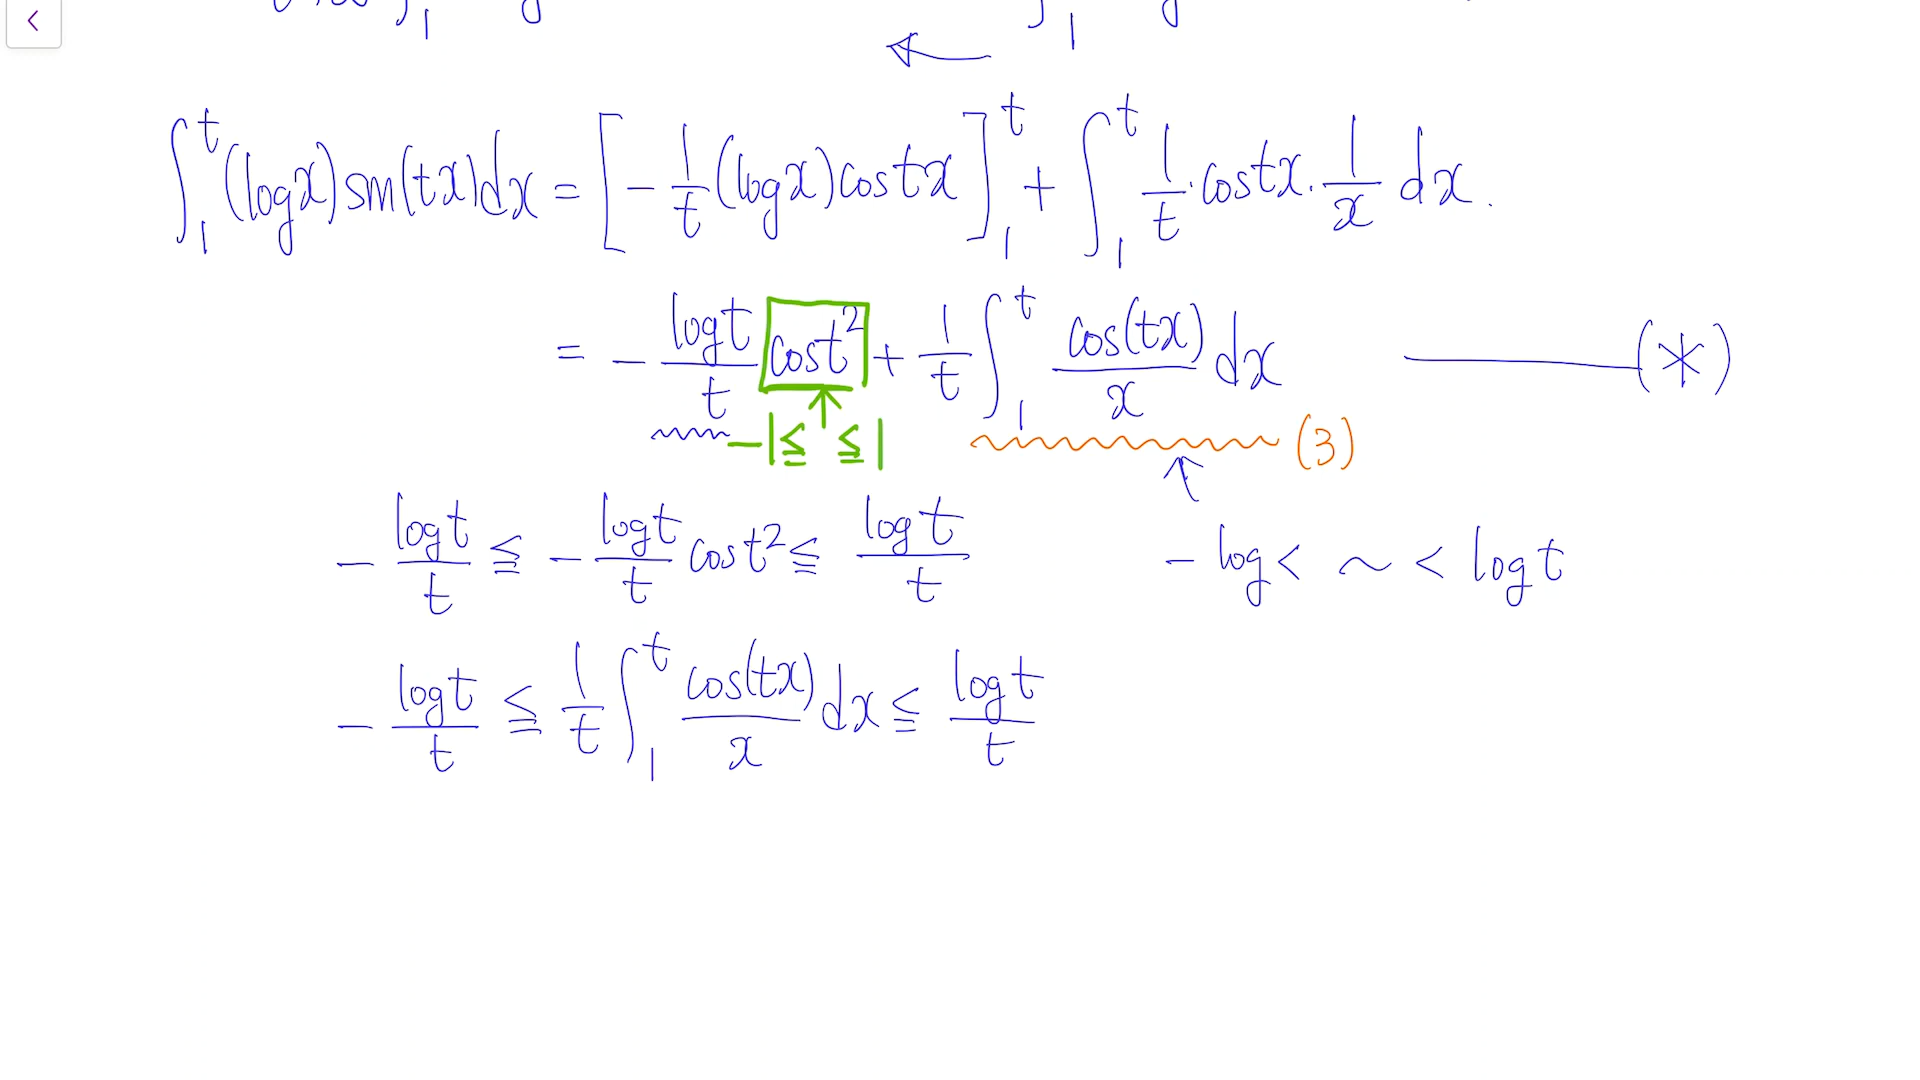 ∫₁ᵗ (log x) sin(tx) dx = [ - 1/t (log x) cos tx ]₁ᵗ + ∫₁ᵗ 1/t · cos tx · 1/x dx.
= - log t / t cos t² + 1/t ∫₁ᵗ cos(tx) / x dx ——— (*)
-1 ≦ ≦ 1 (3)
- log t / t ≦ - log t / t cos t² ≦ log t / t - log < ~ < log t
- log t / t ≦ 1/t ∫₁ᵗ cos(tx) / x dx ≦ log t / t